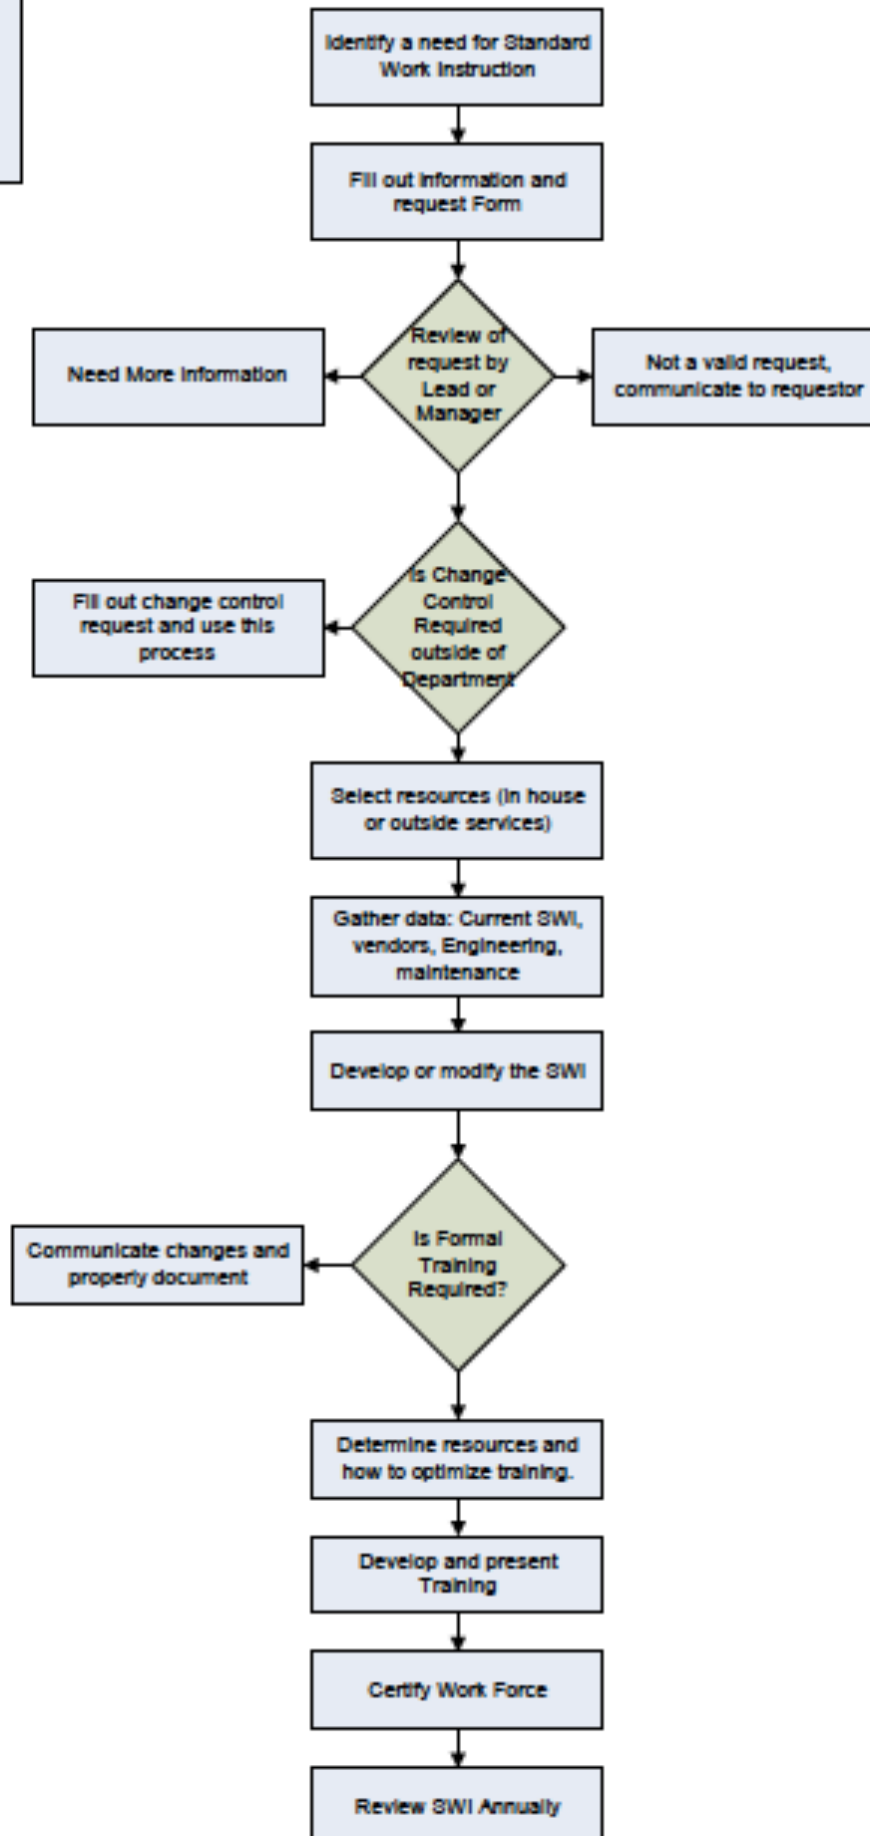 Identify a need for Standard
Work Instruction
Fill out information and
request Form
Review of
request by
Lead or
Manager
Need More Information
Not a valid request,
communicate to requestor
Is Change
Control
Required
outside of
Department
Fill out change control
request and use this
process
Select resources (in house
or outside services)
Gather data: Current SWI,
vendors, Engineering,
maintenance
Develop or modify the SWI
Is Formal
Training
Required?
Communicate changes and
properly document
Determine resources and
how to optimize training.
Develop and present
Training
Certify Work Force
Review SWI Annually